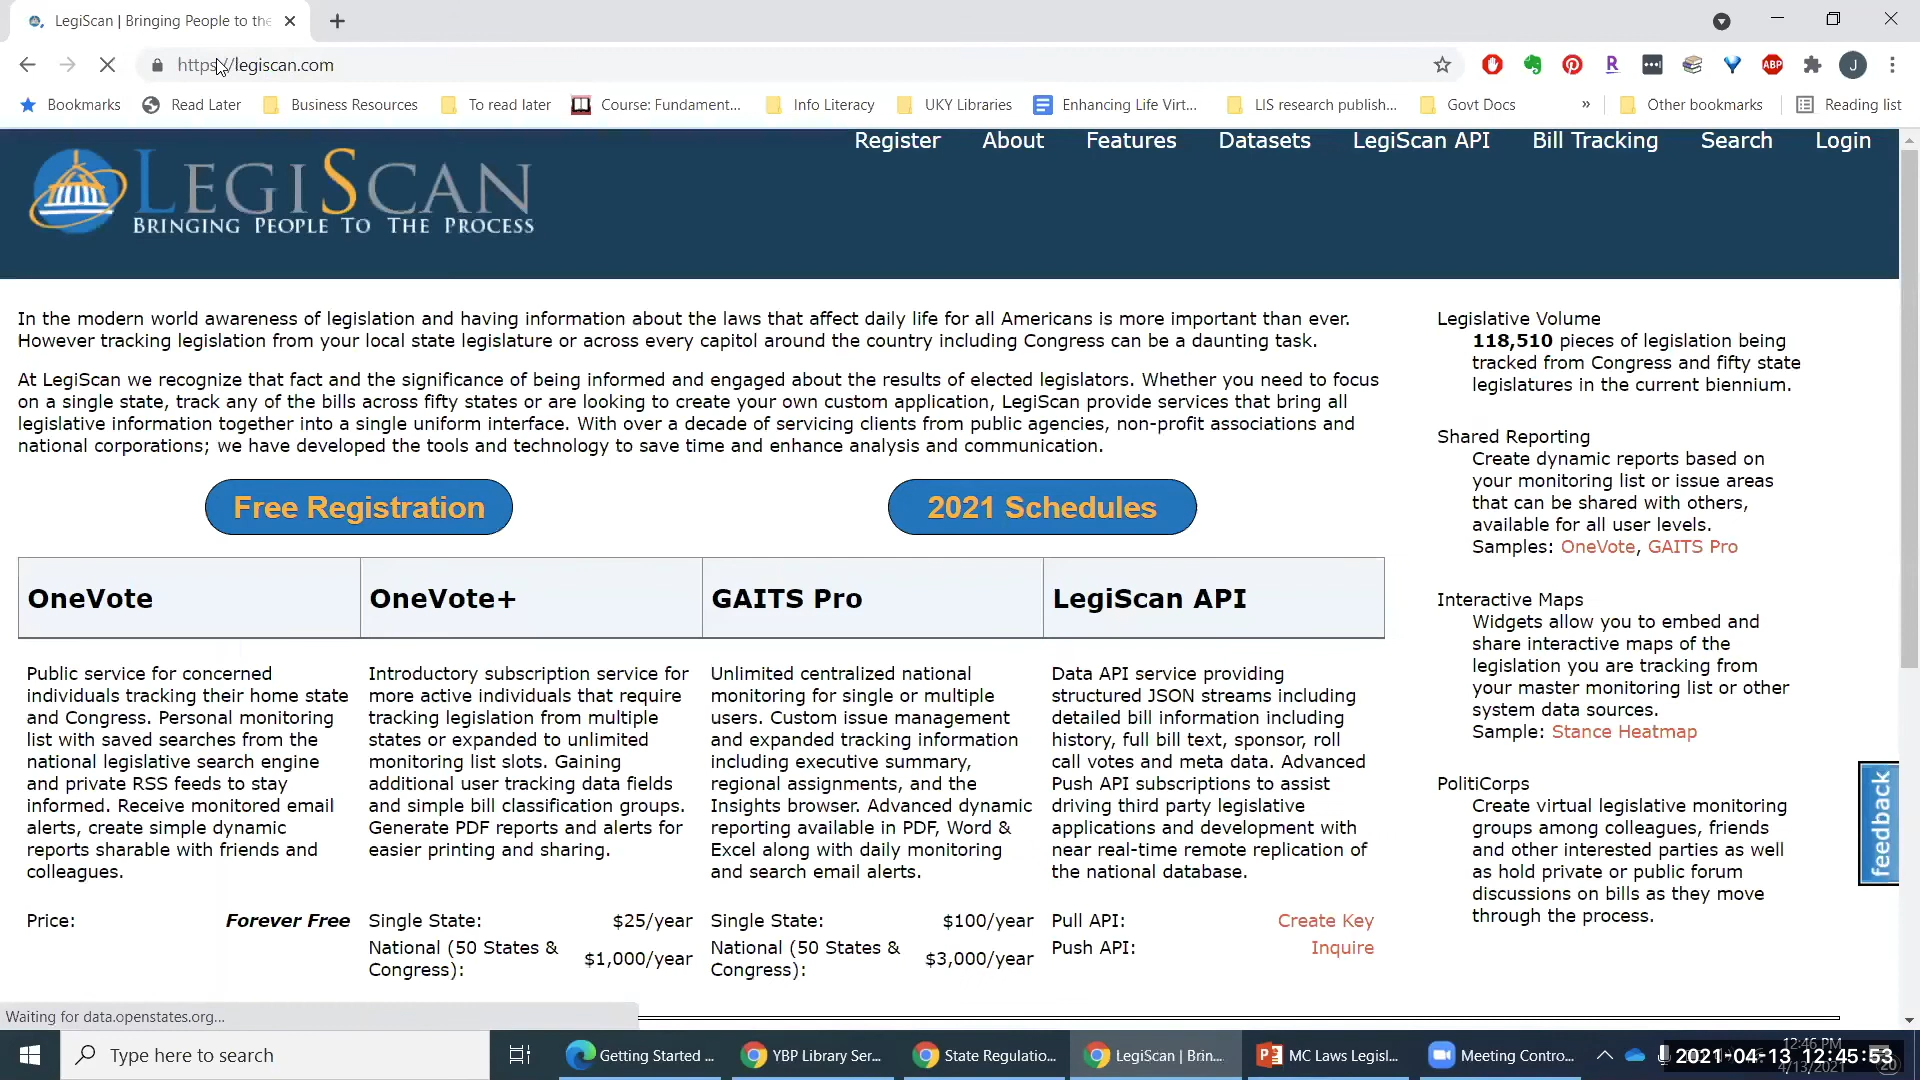 LegiScan | Bringing People to the
https://legiscan.com
ABP
J
Bookmarks
Read Later
Business Resources
To read later
Course: Fundament...
Info Literacy
UKY Libraries
Enhancing Life Virt...
LIS research publish...
Govt Docs
»
Other bookmarks
Reading list
Register
About
Features
Datasets
LegiScan API
Bill Tracking
Search
Login
LEGISCAN
BRINGING PEOPLE TO THE PROCESS
In the modern world awareness of legislation and having information about the laws that affect daily life for all Americans is more important than ever.
However tracking legislation from your local state legislature or across every capitol around the country including Congress can be a daunting task.
At LegiScan we recognize that fact and the significance of being informed and engaged about the results of elected legislators. Whether you need to focus
on a single state, track any of the bills across fifty states or are looking to create your own custom application, LegiScan provide services that bring all
legislative information together into a single uniform interface. With over a decade of servicing clients from public agencies, non-profit associations and
national corporations; we have developed the tools and technology to save time and enhance analysis and communication.
Free Registration
2021 Schedules
OneVote
Public service for concerned
individuals tracking their home state
and Congress. Personal monitoring
list with saved searches from the
national legislative search engine
and private RSS feeds to stay
informed. Receive monitored email
alerts, create simple dynamic
reports sharable with friends and
colleagues.
Price: Forever Free
OneVote+
Introductory subscription service for
more active individuals that require
tracking legislation from multiple
states or expanded to unlimited
monitoring list slots. Gaining
additional user tracking data fields
and simple bill classification groups.
Generate PDF reports and alerts for
easier printing and sharing.
Single State: $25/year
National (50 States &
Congress): $1,000/year
GAITS Pro
Unlimited centralized national
monitoring for single or multiple
users. Custom issue management
and expanded tracking information
including executive summary,
regional assignments, and the
Insights browser. Advanced dynamic
reporting available in PDF, Word &
Excel along with daily monitoring
and search email alerts.
Single State: $100/year
National (50 States &
Congress): $3,000/year
LegiScan API
Data API service providing
structured JSON streams including
detailed bill information including
history, full bill text, sponsor, roll
call votes and meta data. Advanced
Push API subscriptions to assist
driving third party legislative
applications and development with
near real-time remote replication of
the national database.
Pull API: Create Key
Push API: Inquire
Legislative Volume
118,510 pieces of legislation being
tracked from Congress and fifty state
legislatures in the current biennium.
Shared Reporting
Create dynamic reports based on
your monitoring list or issue areas
that can be shared with others,
available for all user levels.
Samples: OneVote, GAITS Pro
Interactive Maps
Widgets allow you to embed and
share interactive maps of the
legislation you are tracking from
your master monitoring list or other
system data sources.
Sample: Stance Heatmap
PolitiCorps
Create virtual legislative monitoring
groups among colleagues, friends
and other interested parties as well
as hold private or public forum
discussions on bills as they move
through the process.
feedback
Waiting for data.openstates.org...
Type here to search
Getting Started ...
YBP Library Ser...
State Regulatio...
LegiScan | Brin...
MC Laws Legisl...
Meeting Contro...
12:46 PM
2021-04-13 12:45:53
4/13/2021
20